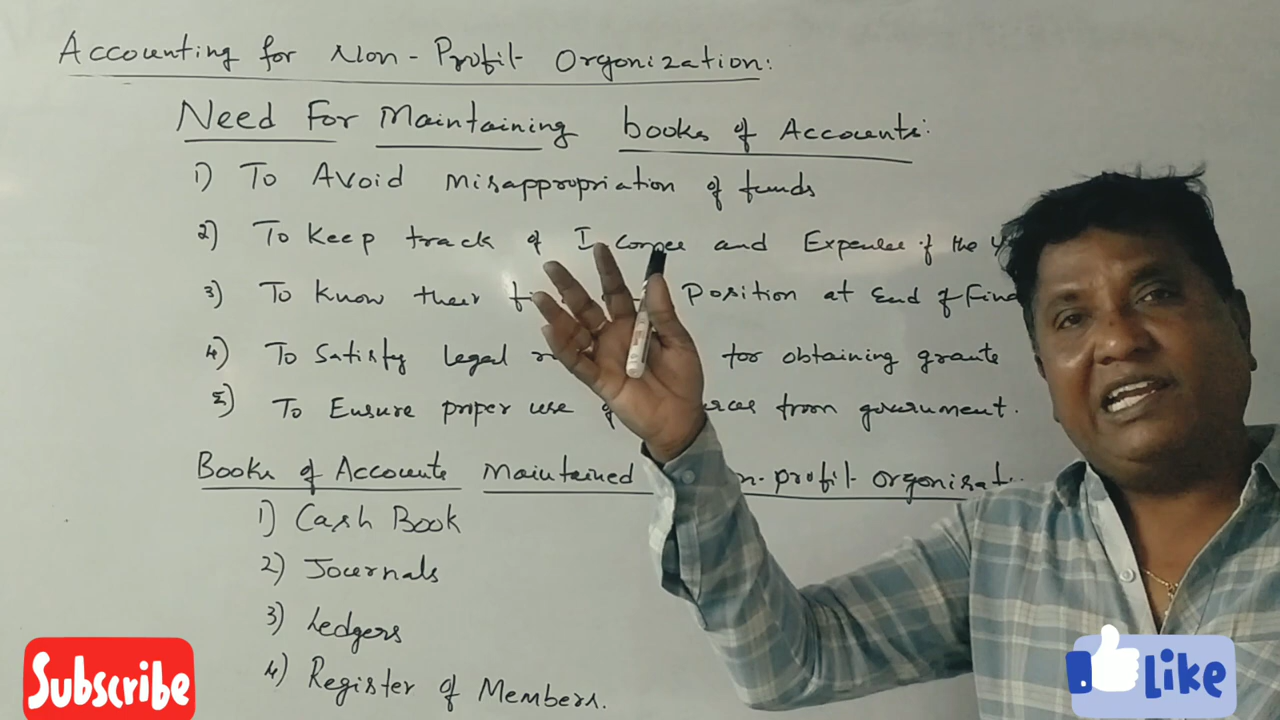 Accounting for Non-Profit Orgonization:
Need For Maintaining books of Accounts:
1) To Avoid misappropriation of funds
2) To Keep track of and Expense of the
3) To Know their Position at End of
4) To Satisfy Legal for obtaining grants
5) To Ensure proper use from government.
Books of Accounts Maintained profit
1) Cash Book
2) Journals
3) Ledgers
4) Register of Members.
Subscribe
Like